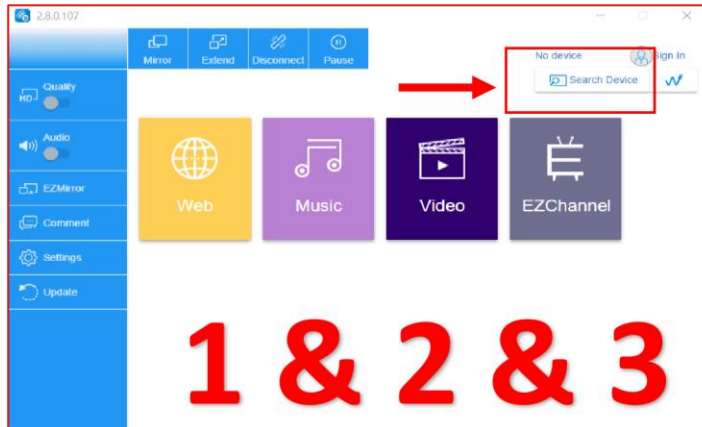 2.8.0.107
Mirror Extend Disconnect Pause
No device Sign In
Search Device
HD Quality
Audio
EZMirror
Comment
Settings
Update
Web Music Video EZChannel
1 & 2 & 3